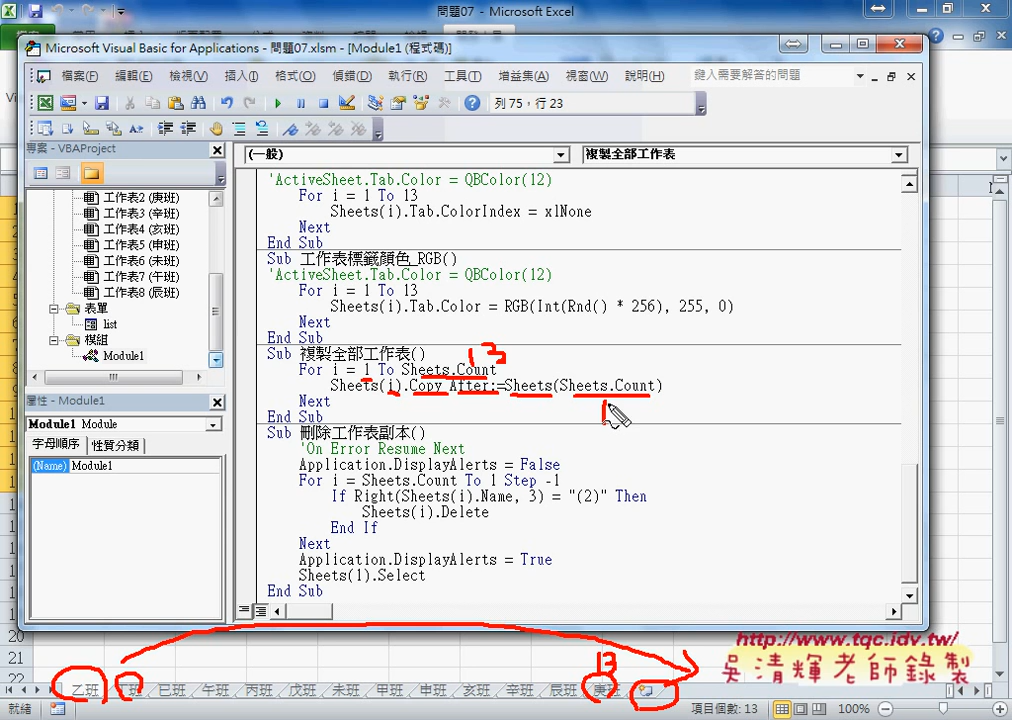 問題07 - Microsoft Excel
Microsoft Visual Basic for Applications - 問題07.xlsm - [Module1 (程式碼)]
檔案(F) 編輯(E) 檢視(V) 插入(I) 格式(O) 偵錯(D) 執行(R) 工具(T) 增益集(A) 視窗(W) 說明(H) 鍵入需要解答的問題
列 75，行 23
專案 - VBAProject
(一般) 複製全部工作表
工作表2 (庚班)
工作表3 (辛班)
工作表4 (亥班)
工作表5 (申班)
工作表6 (未班)
工作表7 (午班)
工作表8 (辰班)
表單
list
模組
Module1
屬性 - Module1
Module1 Module
字母順序 性質分類
(Name) Module1
'ActiveSheet.Tab.Color = QBColor(12)
For i = 1 To 13
Sheets(i).Tab.ColorIndex = xlNone
Next
End Sub
Sub 工作表標籤顏色_RGB()
'ActiveSheet.Tab.Color = QBColor(12)
For i = 1 To 13
Sheets(i).Tab.Color = RGB(Int(Rnd() * 256), 255, 0)
Next
End Sub
Sub 複製全部工作表()
13
For i = 1 To Sheets.Count
Sheets(i).Copy After:=Sheets(Sheets.Count)
Next
End Sub
Sub 刪除工作表副本()
'On Error Resume Next
Application.DisplayAlerts = False
For i = Sheets.Count To 1 Step -1
If Right(Sheets(i).Name, 3) = "(2)" Then
Sheets(i).Delete
End If
Next
Application.DisplayAlerts = True
Sheets(1).Select
End Sub
20
21
22
http://www.tqc.idv.tw/
吳清輝老師錄製
13
乙班 班 巳班 午班 丙班 戊班 未班 甲班 申班 亥班 辛班 辰班 庚班
就緒 項目個數: 13 100%